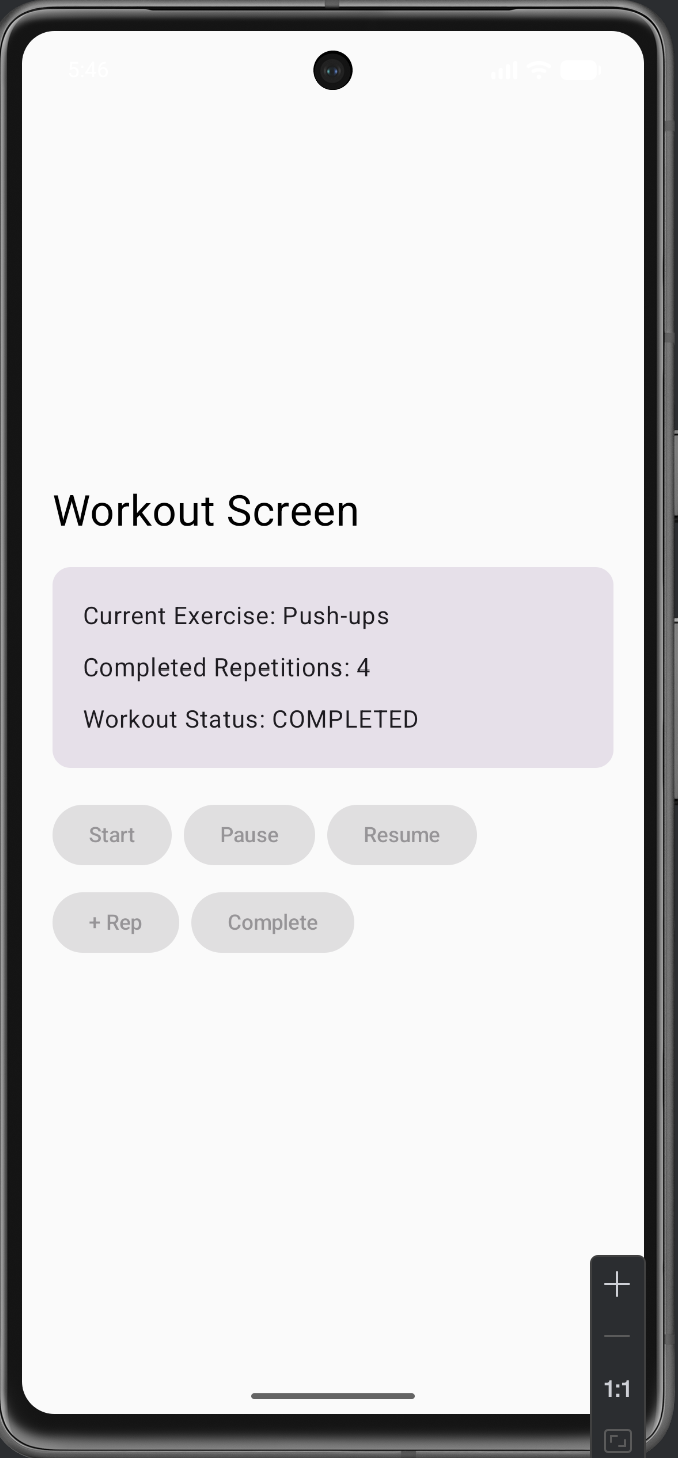 5:46
Workout Screen
Current Exercise: Push-ups
Completed Repetitions: 4
Workout Status: COMPLETED
Start Pause Resume
+ Rep Complete
1:1